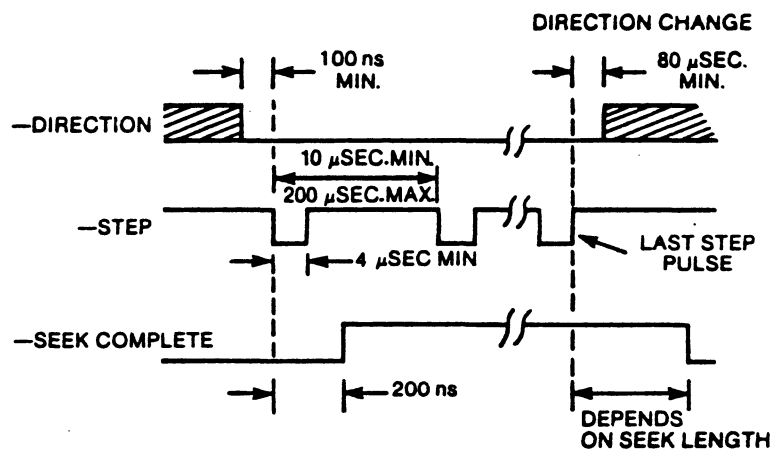 DIRECTION CHANGE
100 ns
MIN.
80 µSEC.
MIN.
—DIRECTION
10 µSEC.MIN.
200 µSEC.MAX.
—STEP
4 µSEC MIN
LAST STEP
PULSE
—SEEK COMPLETE
200 ns
DEPENDS
ON SEEK LENGTH